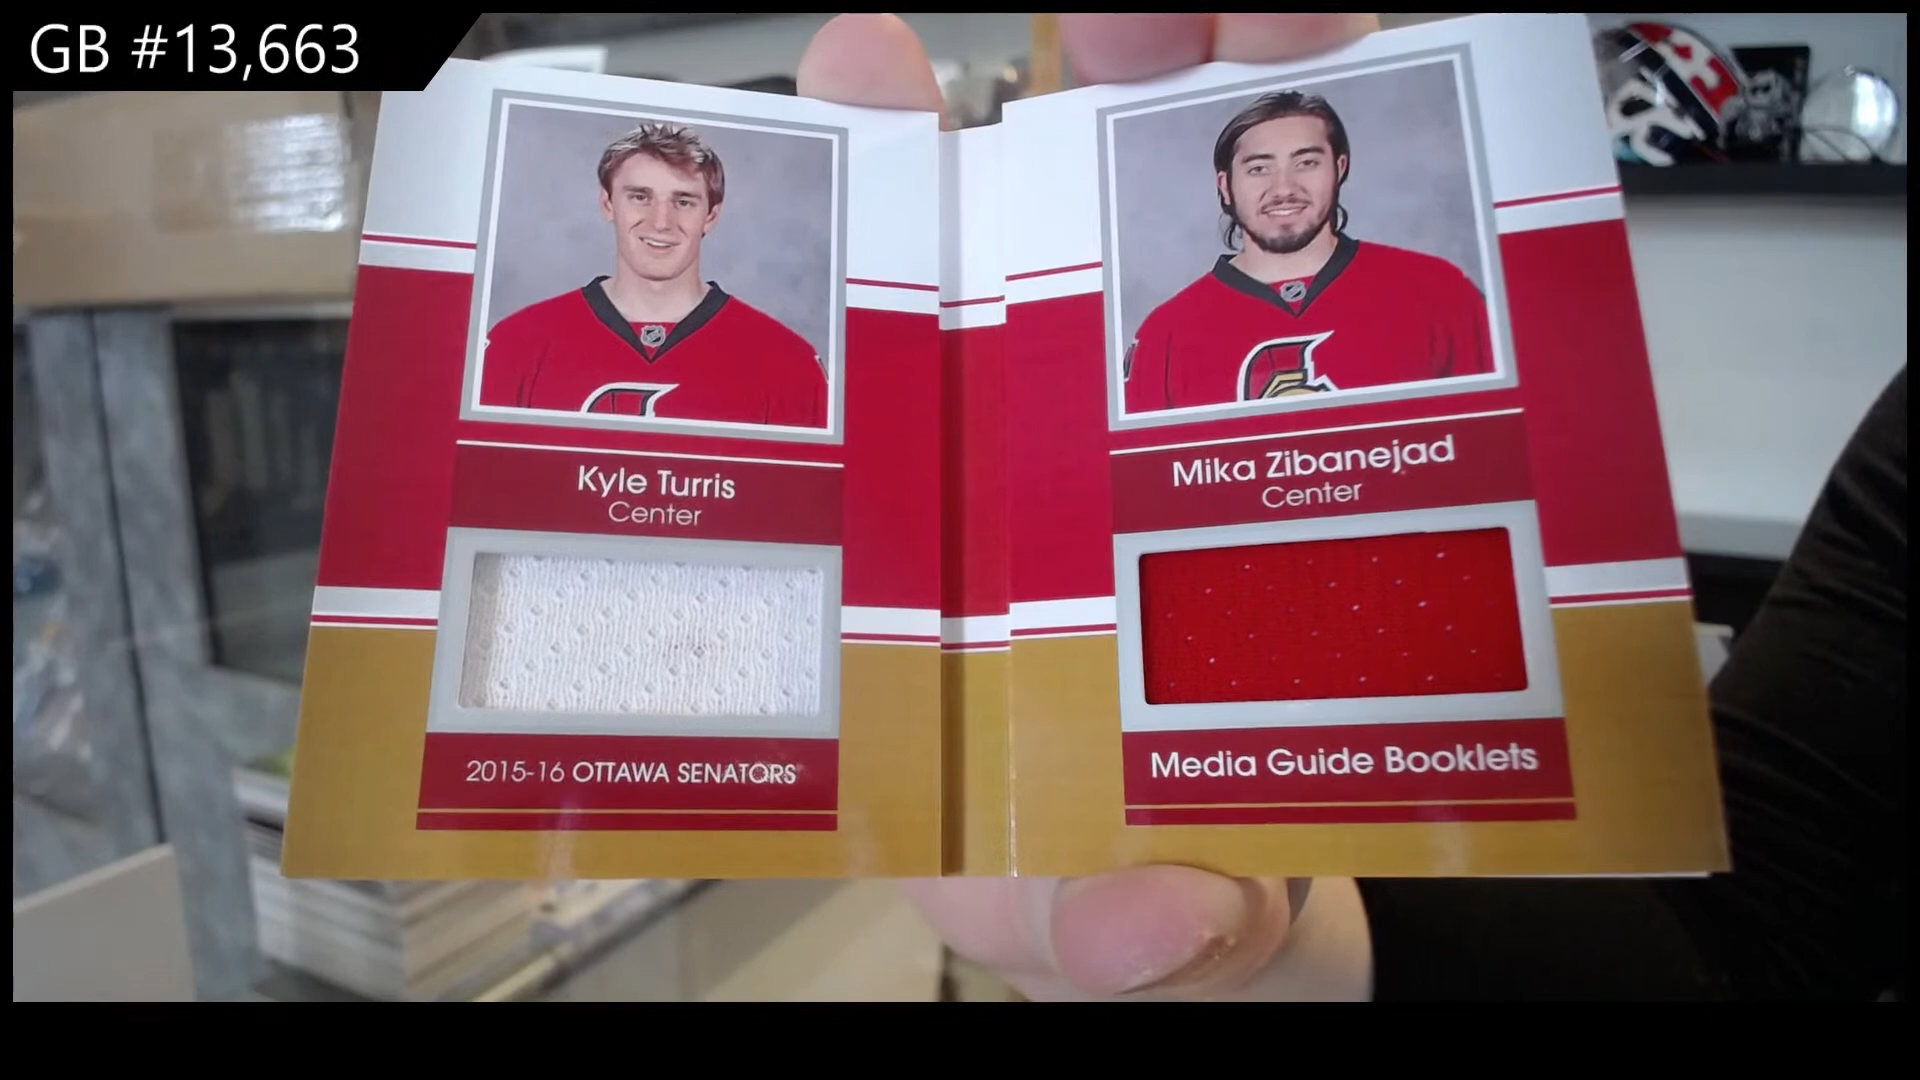 GB #13,663
Kyle Turris
Center
2015-16 OTTAWA SENATORS
Mika Zibanejad
Center
Media Guide Booklets